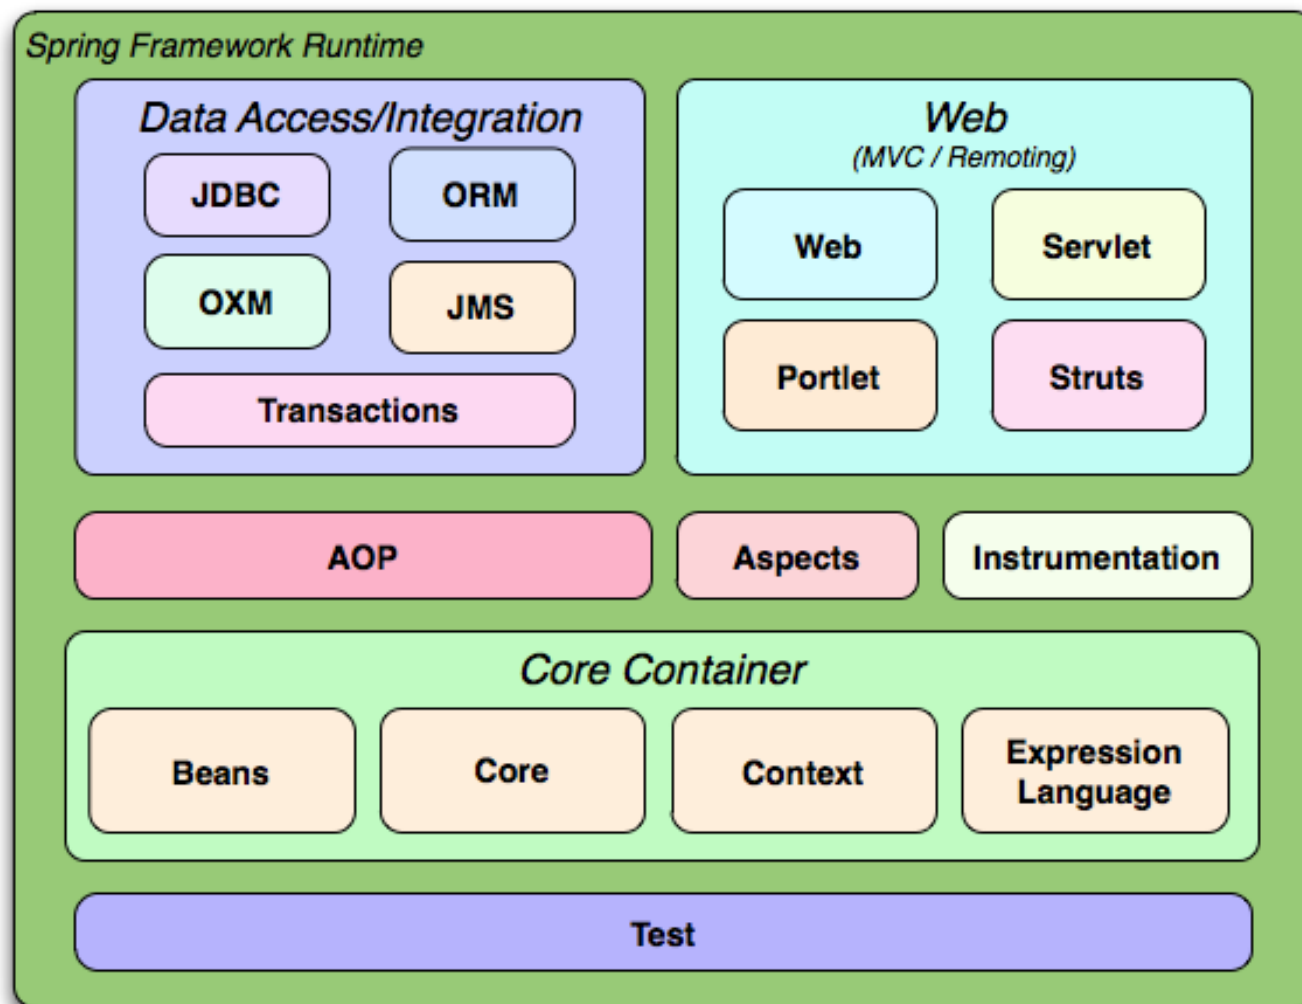 Spring Framework Runtime
Data Access/Integration
JDBC
ORM
OXM
JMS
Transactions
Web
(MVC / Remoting)
Web
Servlet
Portlet
Struts
AOP
Aspects
Instrumentation
Core Container
Beans
Core
Context
Expression
Language
Test